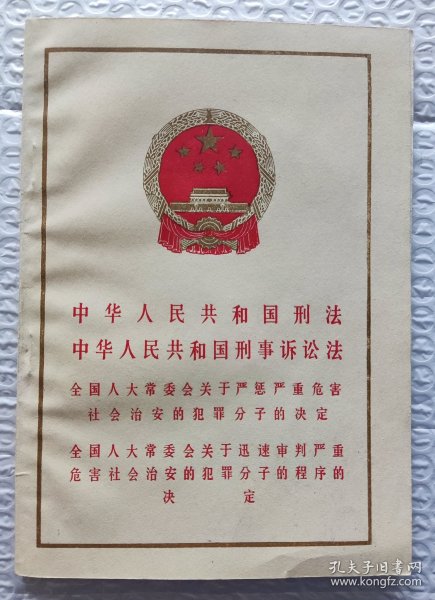 中华人民共和国刑法
中华人民共和国刑事诉讼法
全国人大常委会关于严惩严重危害
社会治安的犯罪分子的决定
全国人大常委会关于迅速审判严重
危害社会治安的犯罪分子的程序的
决定
孔夫子旧书网
www.kongfz.com